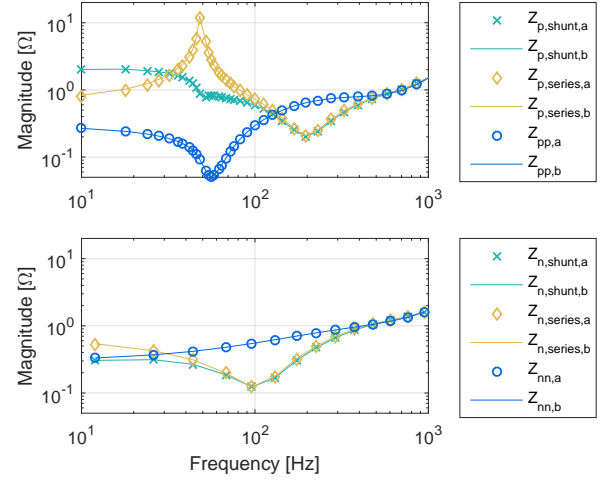 10^1
10^0
10^-1
Magnitude [Ω]
10^1
10^2
10^3
Z_p,shunt,a
Z_p,shunt,b
Z_p,series,a
Z_p,series,b
Z_pp,a
Z_pp,b
10^1
10^0
10^-1
Magnitude [Ω]
10^1
10^2
10^3
Frequency [Hz]
Z_n,shunt,a
Z_n,shunt,b
Z_n,series,a
Z_n,series,b
Z_nn,a
Z_nn,b